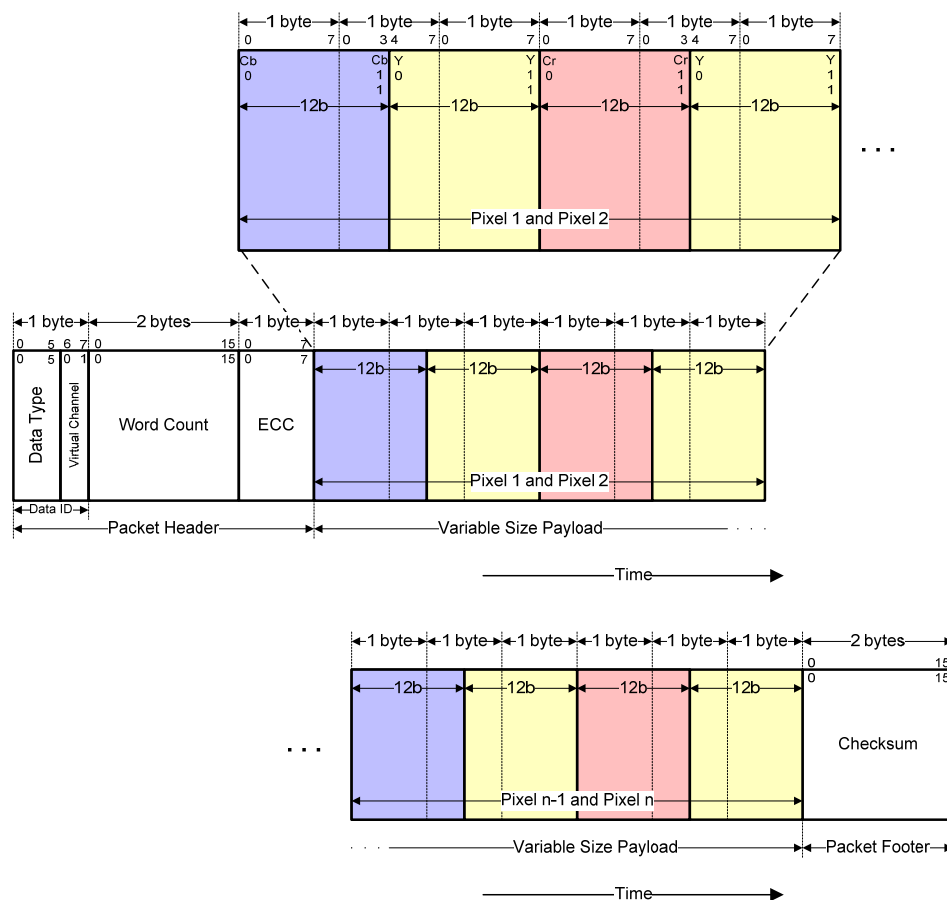 1 byte 1 byte 1 byte 1 byte 1 byte 1 byte
0 7 0 3 4 7 0 7 0 7 0 3 4 7 0 7
Cb Cb Y Y Cr Cr Y Y
0 1 0 1 0 1 0 1
1 1 1 1
12b 12b 12b 12b
. . .
Pixel 1 and Pixel 2
1 byte 2 bytes 1 byte 1 byte 1 byte 1 byte 1 byte 1 byte 1 byte
0 5 6 7 0 15 0 7
0 5 0 1 0 15 0 7
12b 12b 12b 12b
Data Type
Virtual Channel
Word Count
ECC
Pixel 1 and Pixel 2
Data ID
Packet Header
Variable Size Payload
Time
1 byte 1 byte 1 byte 1 byte 1 byte 1 byte 2 bytes
0 15
0 15
12b 12b 12b 12b
. . .
Checksum
Pixel n-1 and Pixel n
Variable Size Payload
Packet Footer
Time